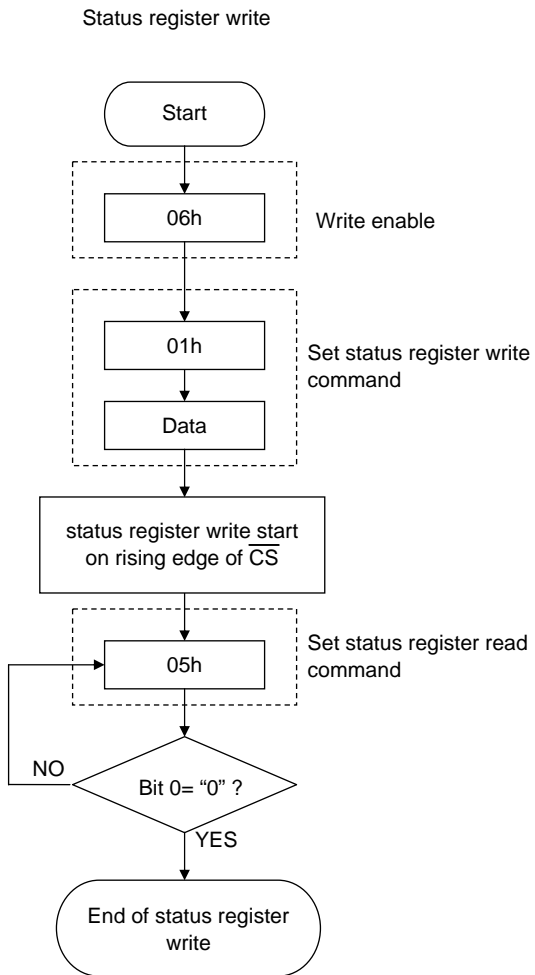 Status register write
Start
06h
Write enable
01h
Set status register write
command
Data
status register write start
on rising edge of C̅S̅
Set status register read
command
05h
NO
Bit 0= “0” ?
YES
End of status register
write